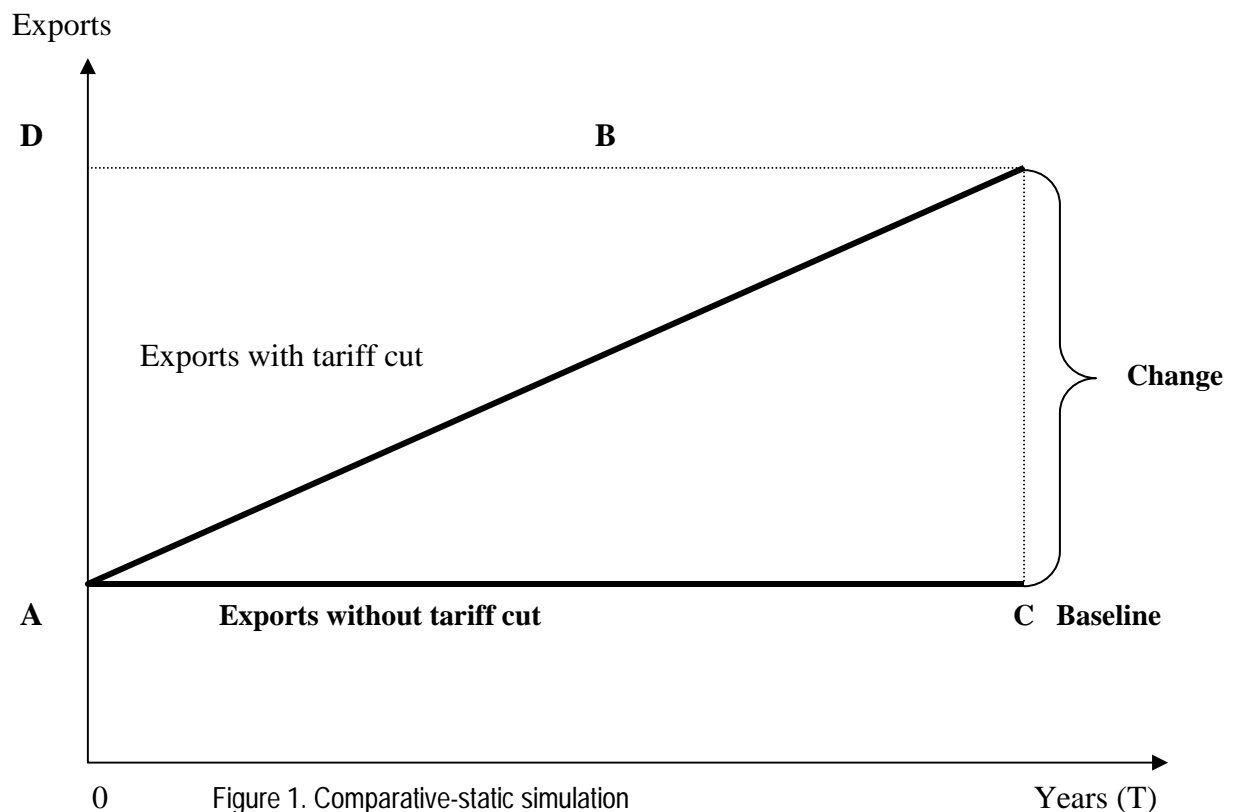 Exports
D
B
Exports with tariff cut
Change
A
Exports without tariff cut
C Baseline
0
Figure 1. Comparative-static simulation
Years (T)